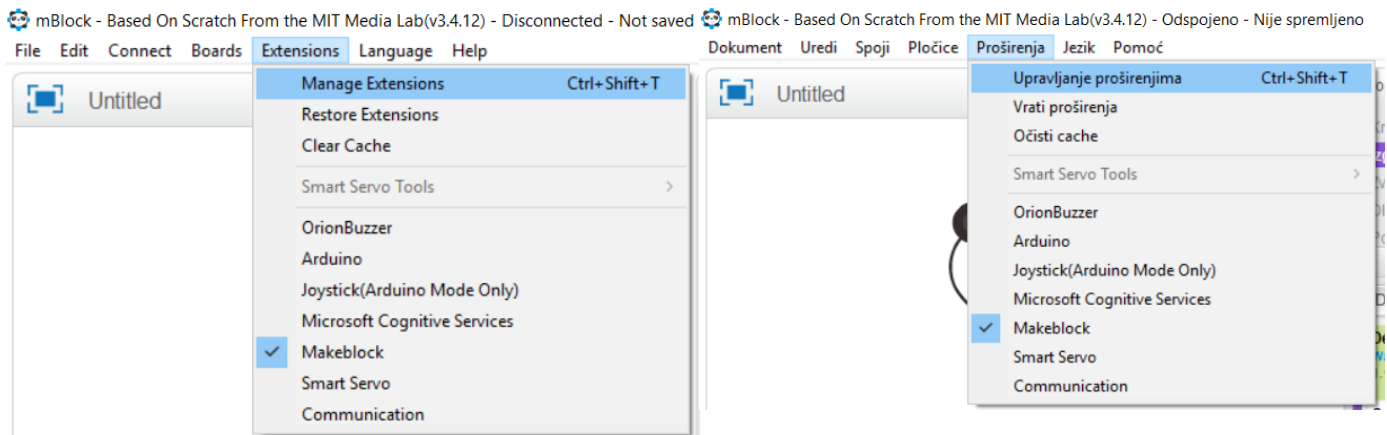 mBlock - Based On Scratch From the MIT Media Lab(v3.4.12) - Disconnected - Not saved
File Edit Connect Boards Extensions Language Help
Untitled
Manage Extensions Ctrl+Shift+T
Restore Extensions
Clear Cache
Smart Servo Tools
OrionBuzzer
Arduino
Joystick(Arduino Mode Only)
Microsoft Cognitive Services
Makeblock
Smart Servo
Communication
mBlock - Based On Scratch From the MIT Media Lab(v3.4.12) - Odspojeno - Nije spremljeno
Dokument Uredi Spoji Pločice Proširenja Jezik Pomoć
Untitled
Upravljanje proširenjima Ctrl+Shift+T
Vrati proširenja
Očisti cache
Smart Servo Tools
OrionBuzzer
Arduino
Joystick(Arduino Mode Only)
Microsoft Cognitive Services
Makeblock
Smart Servo
Communication